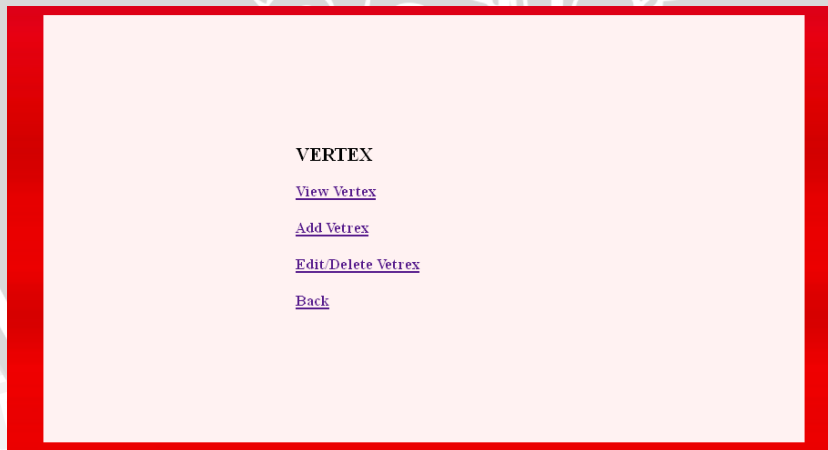 VERTEX
View Vertex
Add Vetrex
Edit/Delete Vetrex
Back